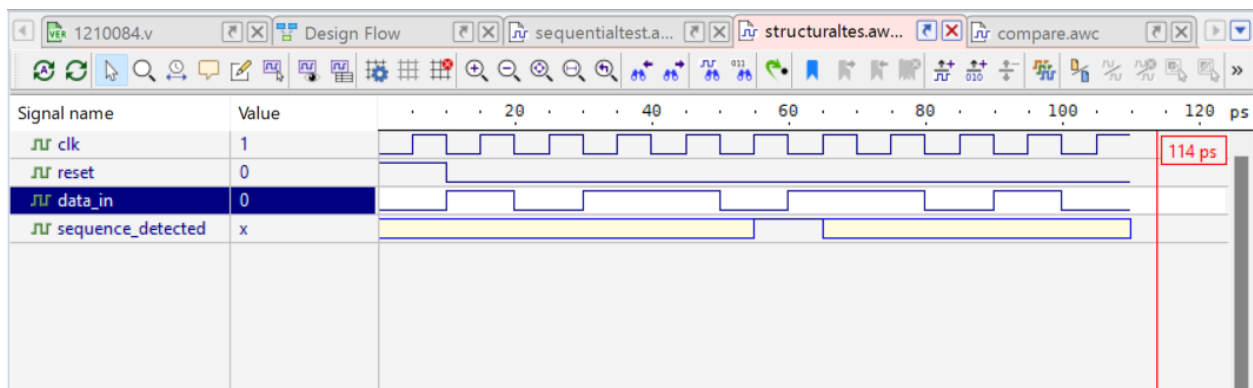 1210084.v Design Flow sequentialtest.a... structuraltes.aw... compare.awc
Signal name Value 20 40 60 80 100 120 ps
clk 1
114 ps
reset 0
data_in 0
sequence_detected x